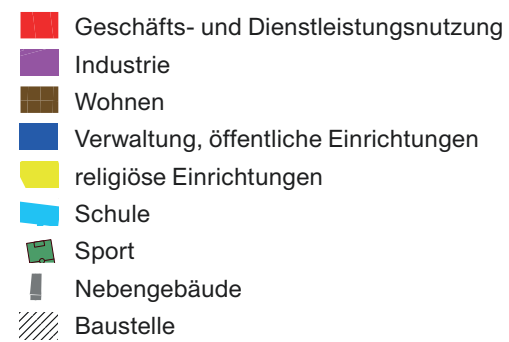 Geschäfts- und Dienstleistungsnutzung
Industrie
Wohnen
Verwaltung, öffentliche Einrichtungen
religiöse Einrichtungen
Schule
Sport
Nebengebäude
Baustelle